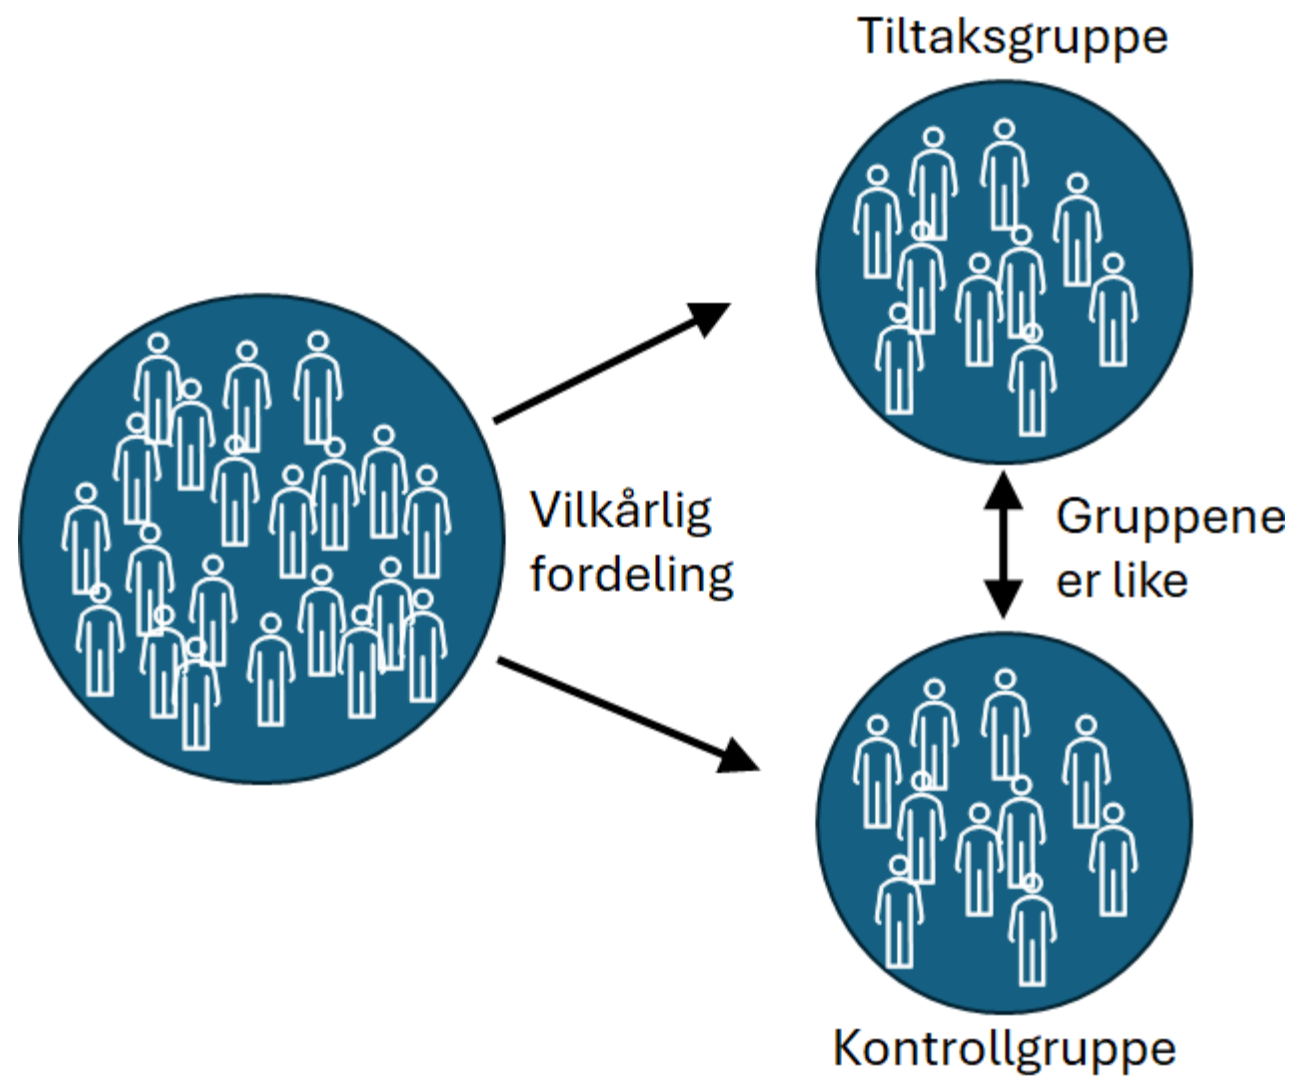 Tiltaksgruppe
Vilkårlig
fordeling
Gruppene
er like
Kontrollgruppe